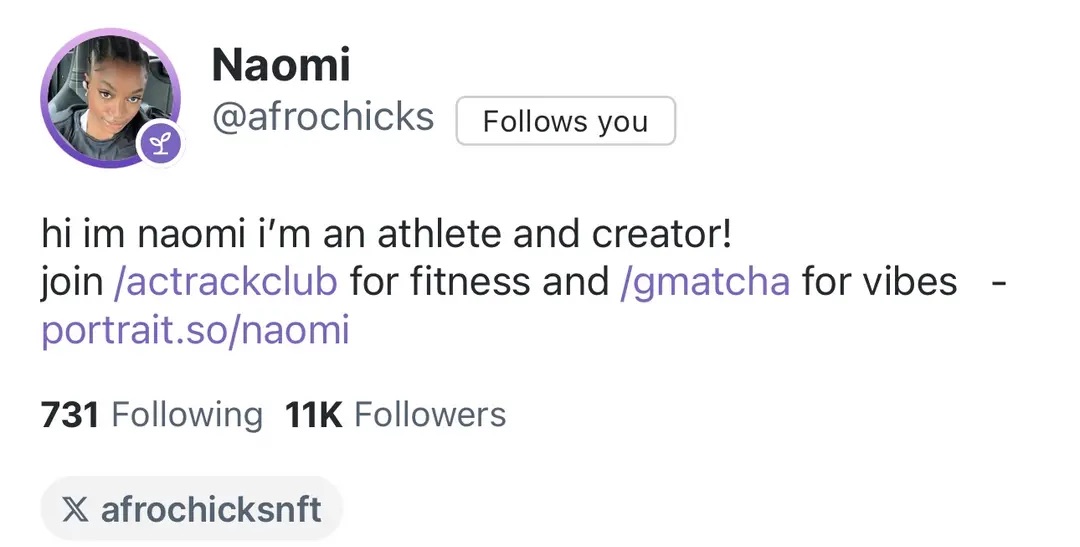 Naomi
@afrochicks Follows you
hi im naomi i’m an athlete and creator!
join /actrackclub for fitness and /gmatcha for vibes -
portrait.so/naomi
731 Following 11K Followers
𝕏 afrochicksnft